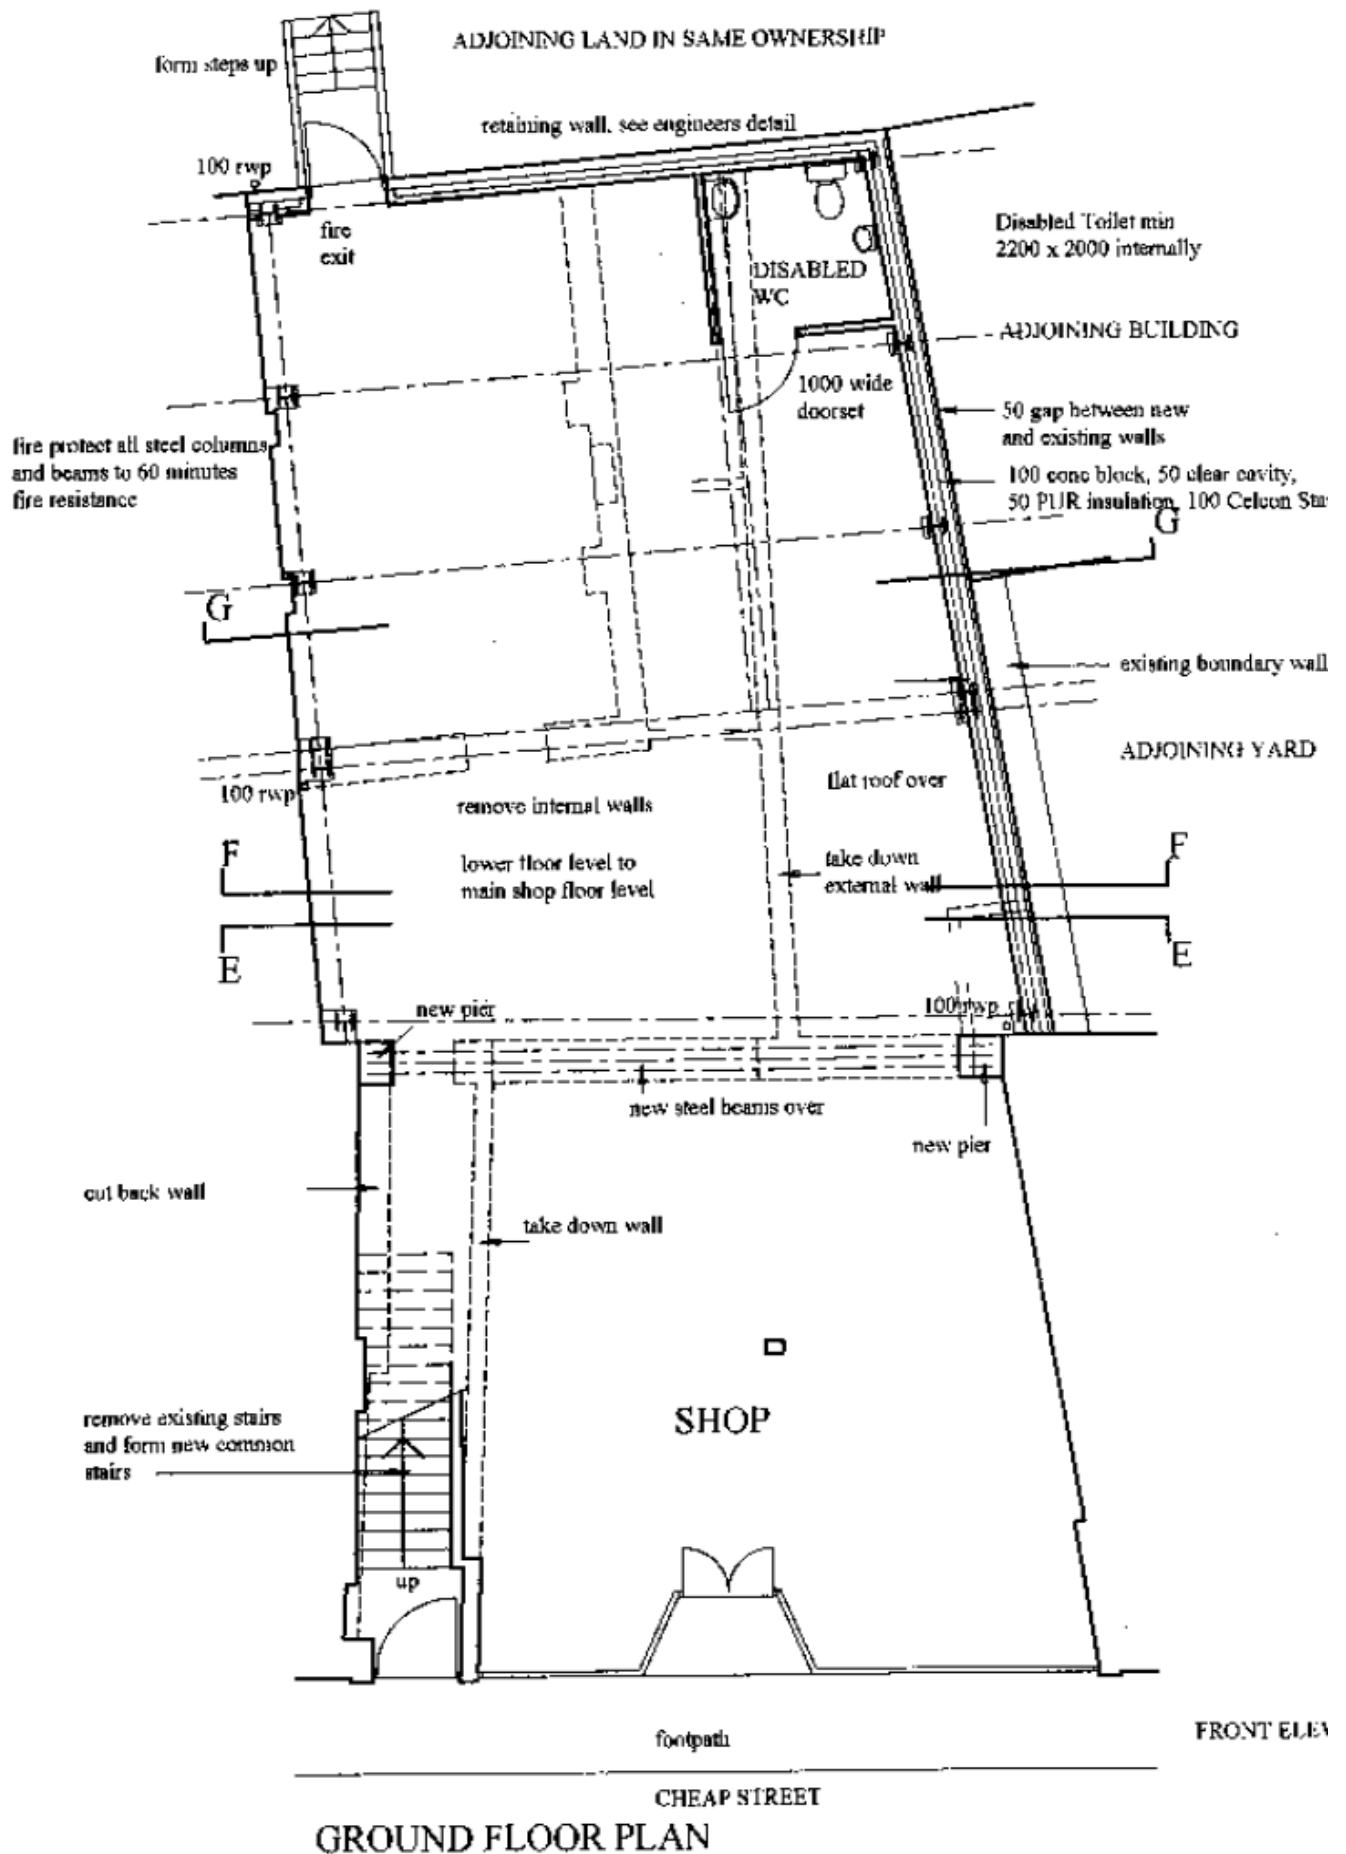 ADJOINING LAND IN SAME OWNERSHIP
form steps up
retaining wall, see engineers detail
100 rwp
fire
exit
Disabled Toilet min
2200 x 2000 internally
DISABLED
WC
ADJOINING BUILDING
1000 wide
doorset
50 gap between new
and existing walls
fire protect all steel columns
and beams to 60 minutes
fire resistance
100 conc block, 50 clear cavity,
50 PUR insulation, 100 Celcon
G
G
existing boundary wall
ADJOINING YARD
100 rwp
flat roof over
remove internal walls
F
F
lower floor level to
main shop floor level
take down
external wall
E
E
new pier
100 rwp
new steel beams over
new pier
cut back wall
take down wall
SHOP
remove existing stairs
and form new common
stairs
up
footpath
FRONT
CHEAP STREET
GROUND FLOOR PLAN